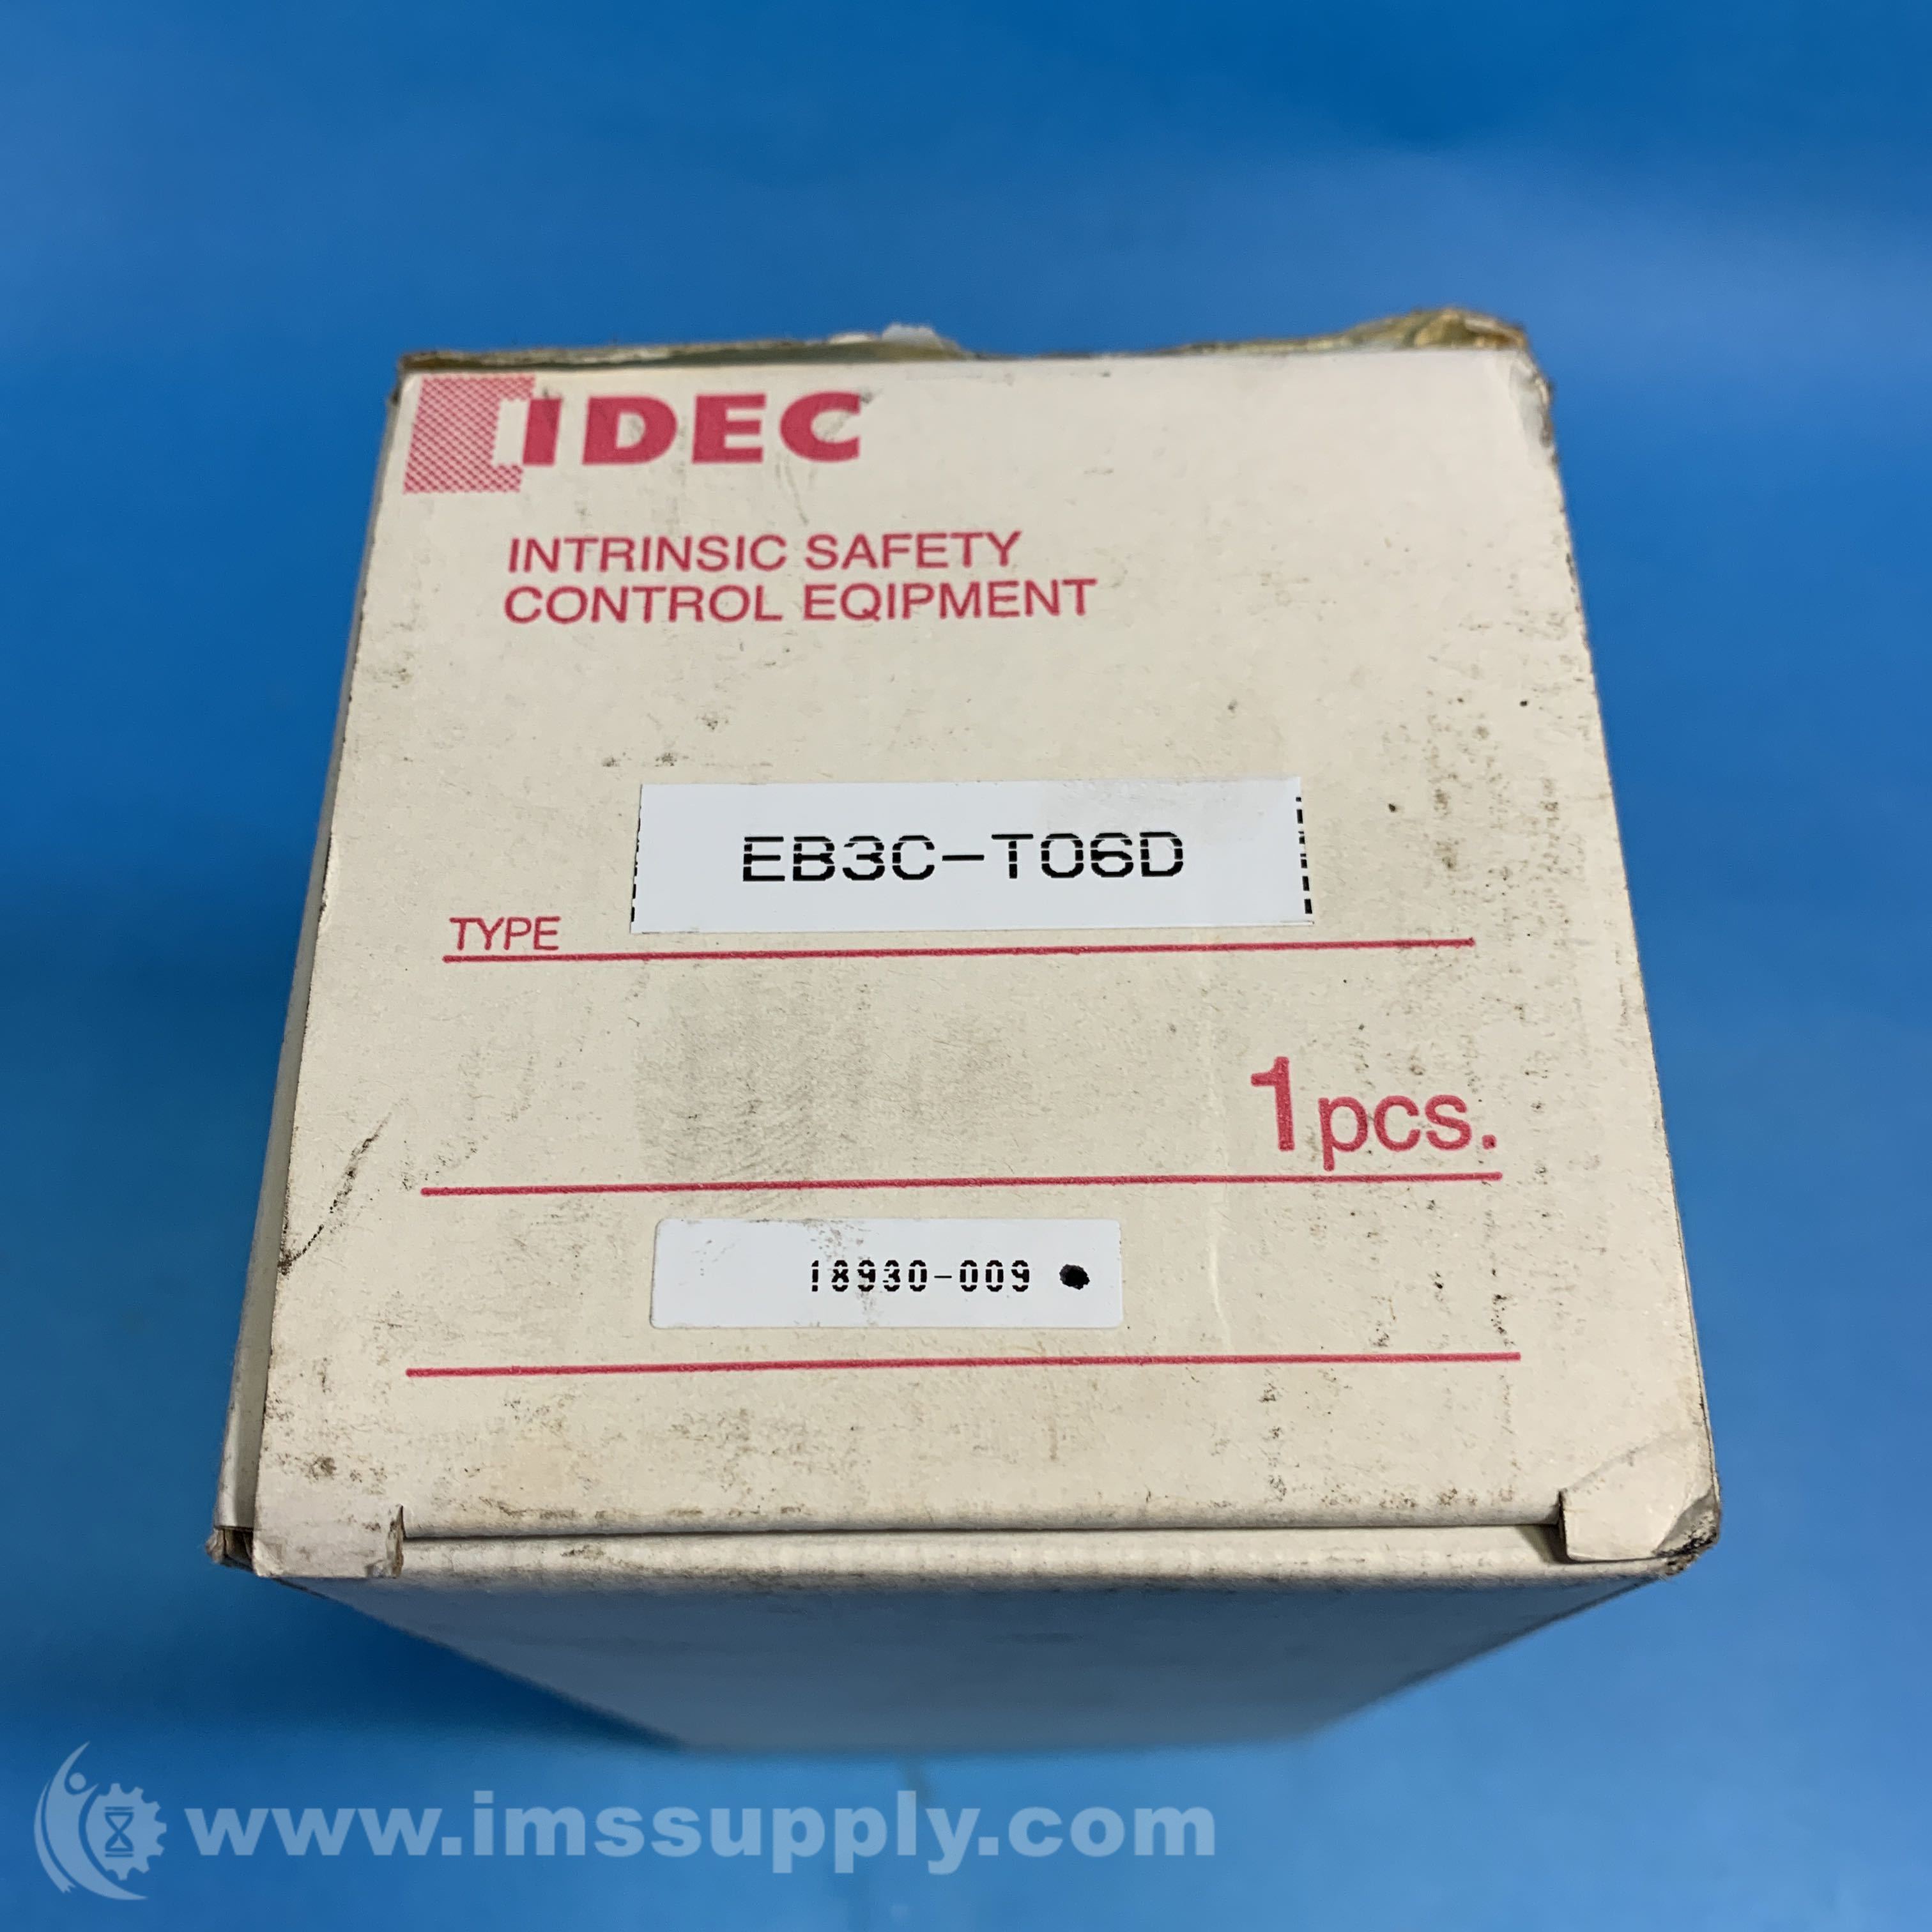 IDEC
INTRINSIC SAFETY
CONTROL EQIPMENT
EB3C-T06D
TYPE
1pcs.
18930-009
www.imssupply.com